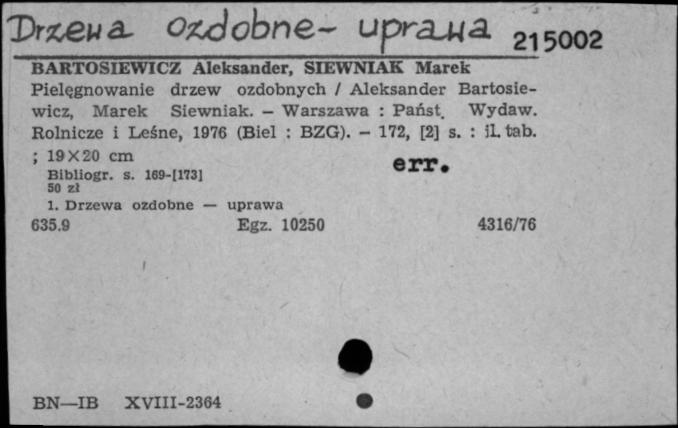 Drzewa ozdobne - uprawa 215002
BARTOSIEWICZ Aleksander, SIEWNIAK Marek
Pielęgnowanie drzew ozdobnych / Aleksander Bartosie-
wicz, Marek Siewniak. — Warszawa : Państ. Wydaw.
Rolnicze i Leśne, 1976 (Biel : BZG). — 172, [2] s. : il. tab.
; 19×20 cm
err.
Bibliogr. s. 169-[173]
50 zł
1. Drzewa ozdobne — uprawa
635.9 Egz. 10250 4316/76
BN—IB XVIII-2364